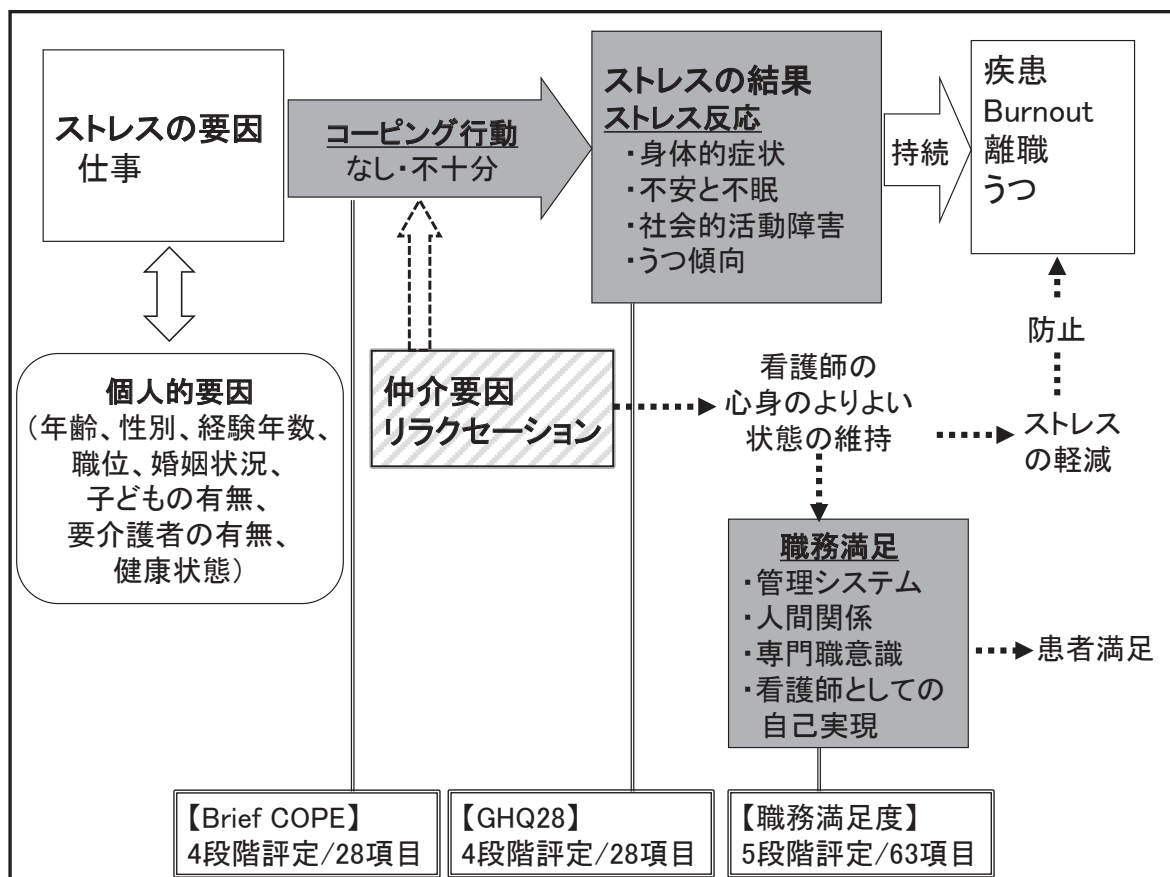 ストレスの要因
仕事
コーピング行動
なし・不十分
ストレスの結果
ストレス反応
・身体的症状
・不安と不眠
・社会的活動障害
・うつ傾向
持続
疾患
Burnout
離職
うつ
個人的要因
（年齢、性別、経験年数、
職位、婚姻状況、
子どもの有無、
要介護者の有無、
健康状態）
仲介要因
リラクセーション
看護師の
心身のよりよい
状態の維持
防止
ストレス
の軽減
職務満足
・管理システム
・人間関係
・専門職意識
・看護師としての
自己実現
患者満足
【Brief COPE】
4段階評定/28項目
【GHQ28】
4段階評定/28項目
【職務満足度】
5段階評定/63項目